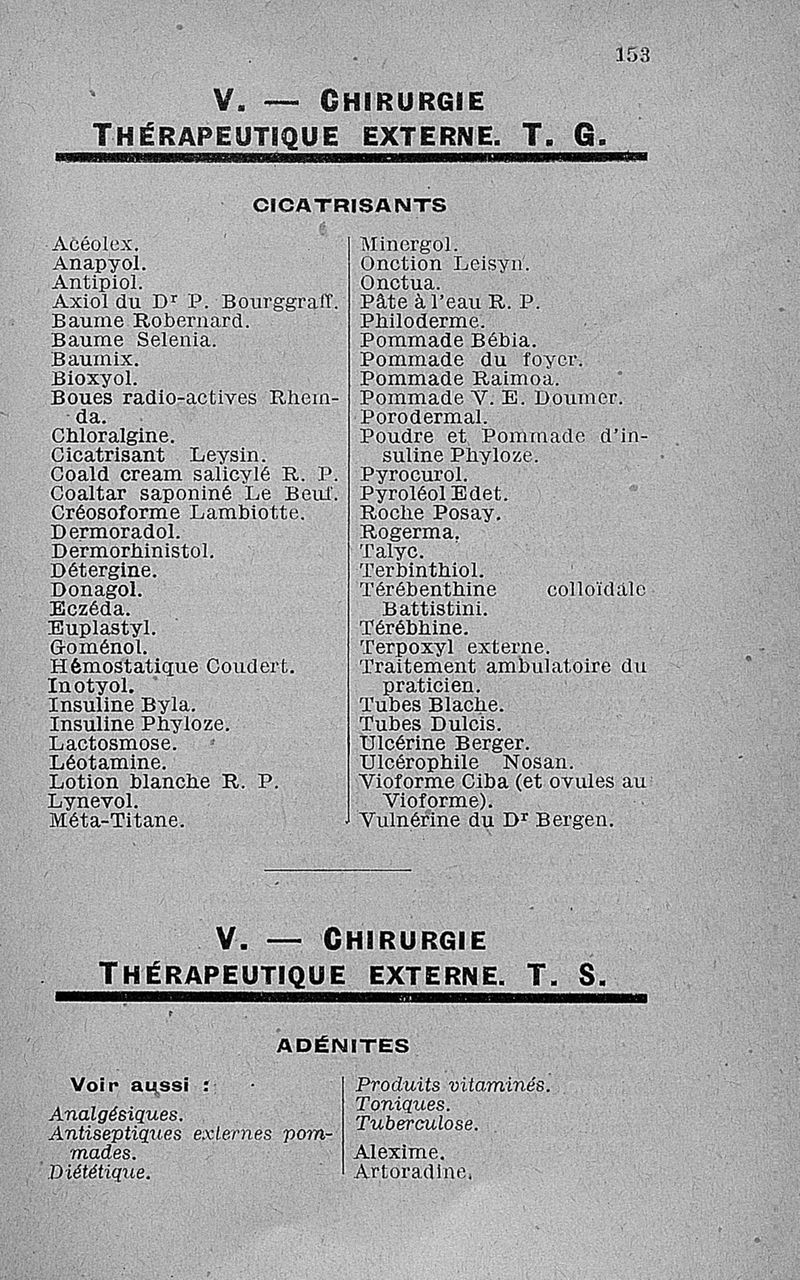 153
V. — CHIRURGIE
THÉRAPEUTIQUE EXTERNE. T. G.
CICATRISANTS
Acéolex.
Anapyol.
Antipiol.
Axiol du Dr P. Bourggraff.
Baume Robernard.
Baume Selenia.
Baumix.
Bioxyol.
Boues radio-actives Rhem-
da.
Chloralgine.
Cicatrisant Leysin.
Coald cream salicylé R. P.
Coaltar saponiné Le Beuf.
Créosoforme Lambiotte.
Dermoradol.
Dermorhinistol.
Détergine.
Donagol.
Eczéda.
Euplastyl.
Goménol.
Hémostatique Coudert.
Inotyol.
Insuline Byla.
Insuline Phyloze.
Lactosmose.
Léotamine.
Lotion blanche R. P.
Lynevol.
Méta-Titane.
Minergol.
Onction Leisyn.
Onctua.
Pâte à l'eau R. P.
Philoderme.
Pommade Bébia.
Pommade du foyer.
Pommade Raimoa.
Pommade V. E. Doumer.
Porodermal.
Poudre et Pommade d'in-
suline Phyloze.
Pyrocurol.
Pyroléol Edet.
Roche Posay.
Rogerma.
Talyc.
Terbinthiol.
Térébenthine colloïdale
Battistini.
Térébhine.
Terpoxyl externe.
Traitement ambulatoire du
praticien.
Tubes Blache.
Tubes Dulcis.
Ulcérine Berger.
Ulcérophile Nosan.
Vioforme Ciba (et ovules au
Vioforme).
Vulnérine du Dr Bergen.
V. — CHIRURGIE
THÉRAPEUTIQUE EXTERNE. T. S.
ADÉNITES
Voir aussi :
Analgésiques.
Antiseptiques externes pom-
mades.
Diététique.
Produits vitaminés.
Toniques.
Tuberculose.
Alexime.
Artoradine.